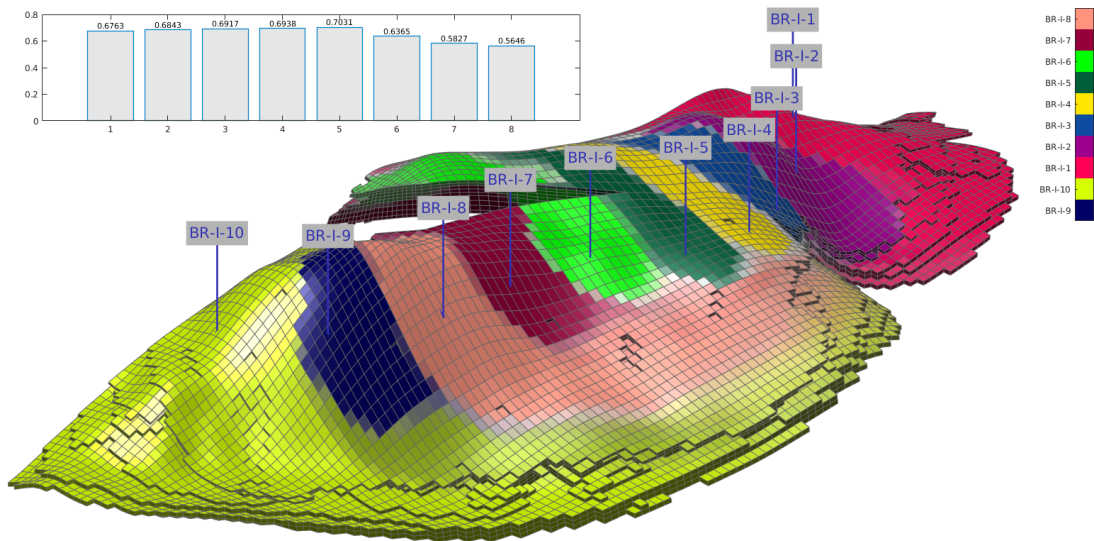 0.8
0.6
0.4
0.2
0
0.6763
0.6843
0.6917
0.6938
0.7031
0.6365
0.5827
0.5646
1
2
3
4
5
6
7
8
BR-I-1
BR-I-2
BR-I-3
BR-I-4
BR-I-5
BR-I-6
BR-I-7
BR-I-8
BR-I-9
BR-I-10
BR-I-8
BR-I-7
BR-I-6
BR-I-5
BR-I-4
BR-I-3
BR-I-2
BR-I-1
BR-I-10
BR-I-9